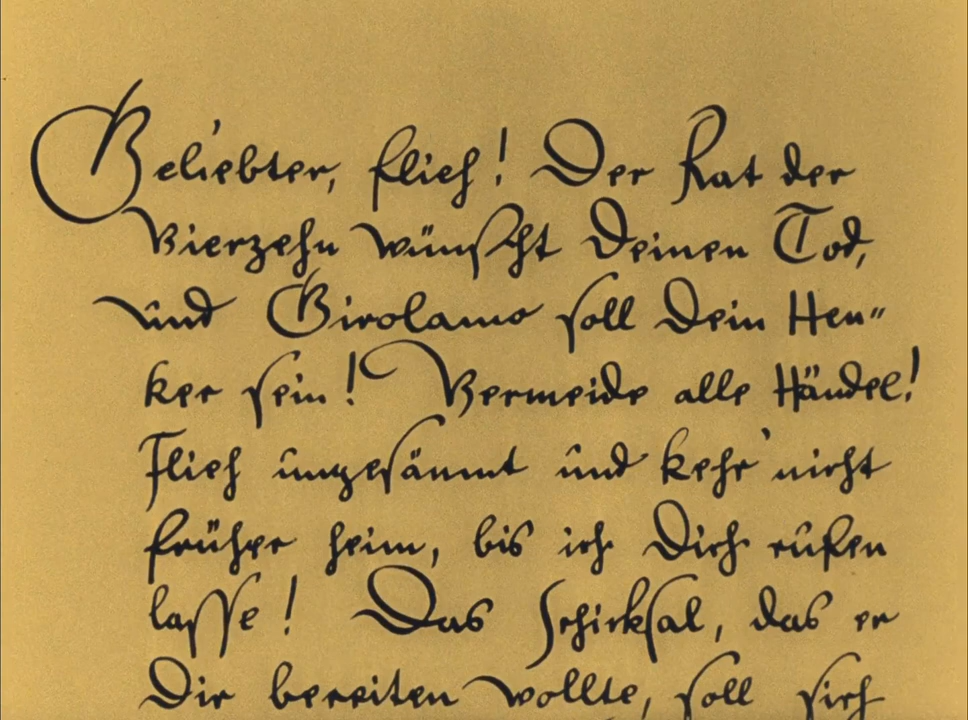 Geliebter, flieh! Der Rat der
Vierzehn wünscht Deinen Tod,
und Girolamo soll Dein Hen"
ker sein! Vermeide alle Händel!
Flieh ungesäumt und kehr' nicht
früher heim, bis ich Dich rufen
lasse! Das Schicksal, das er
Dir bereiten wollte, soll sich